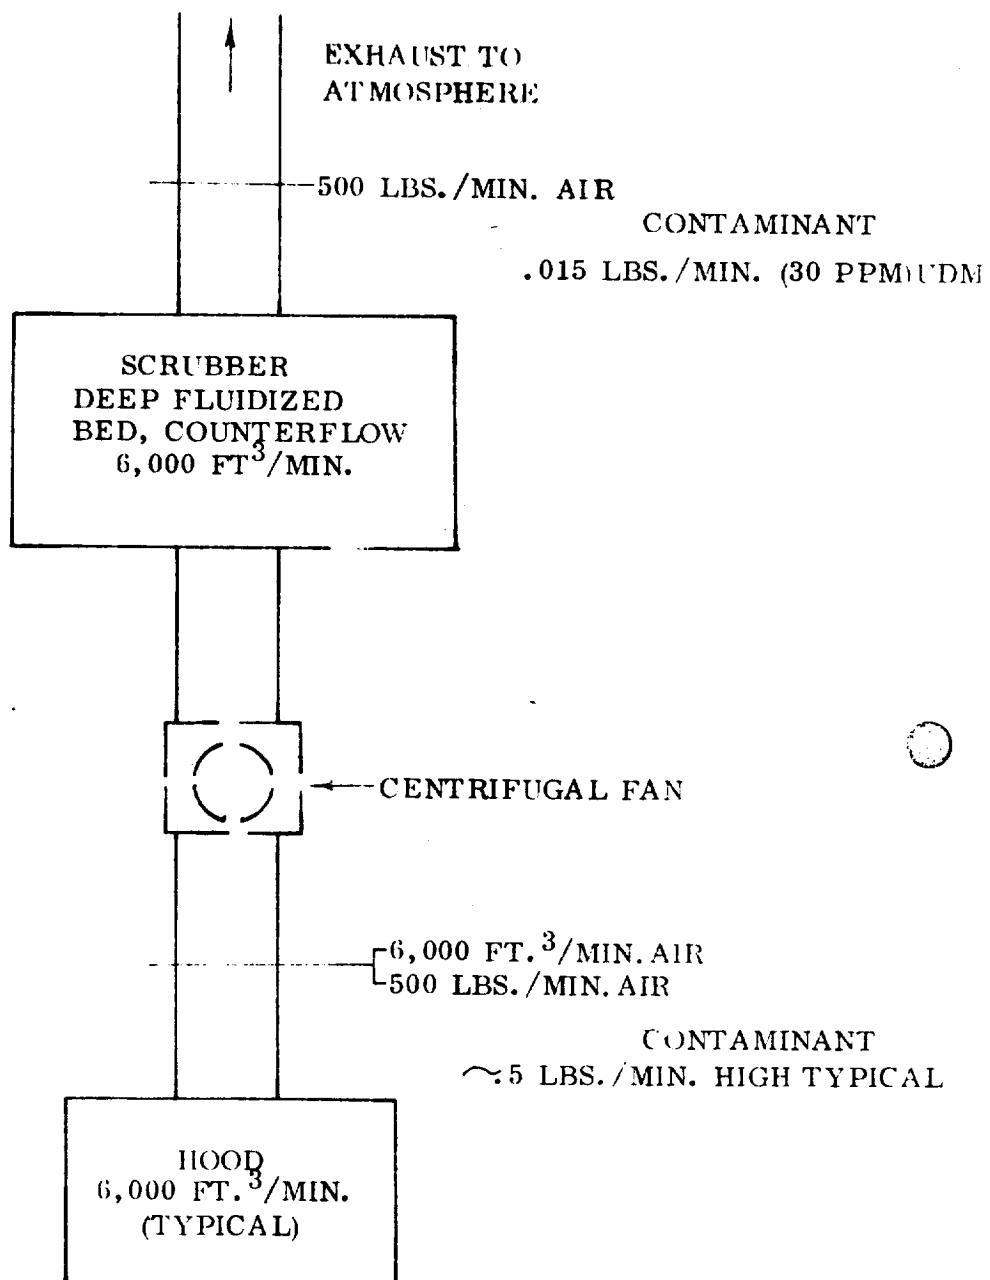 EXHAUST TO
ATMOSPHERE
500 LBS./MIN. AIR
CONTAMINANT
.015 LBS./MIN. (30 PPM) UDM
SCRUBBER
DEEP FLUIDIZED
BED, COUNTERFLOW
6,000 FT³/MIN.
CENTRIFUGAL FAN
6,000 FT.³/MIN. AIR
500 LBS./MIN. AIR
CONTAMINANT
~.5 LBS./MIN. HIGH TYPICAL
HOOD
6,000 FT.³/MIN.
(TYPICAL)